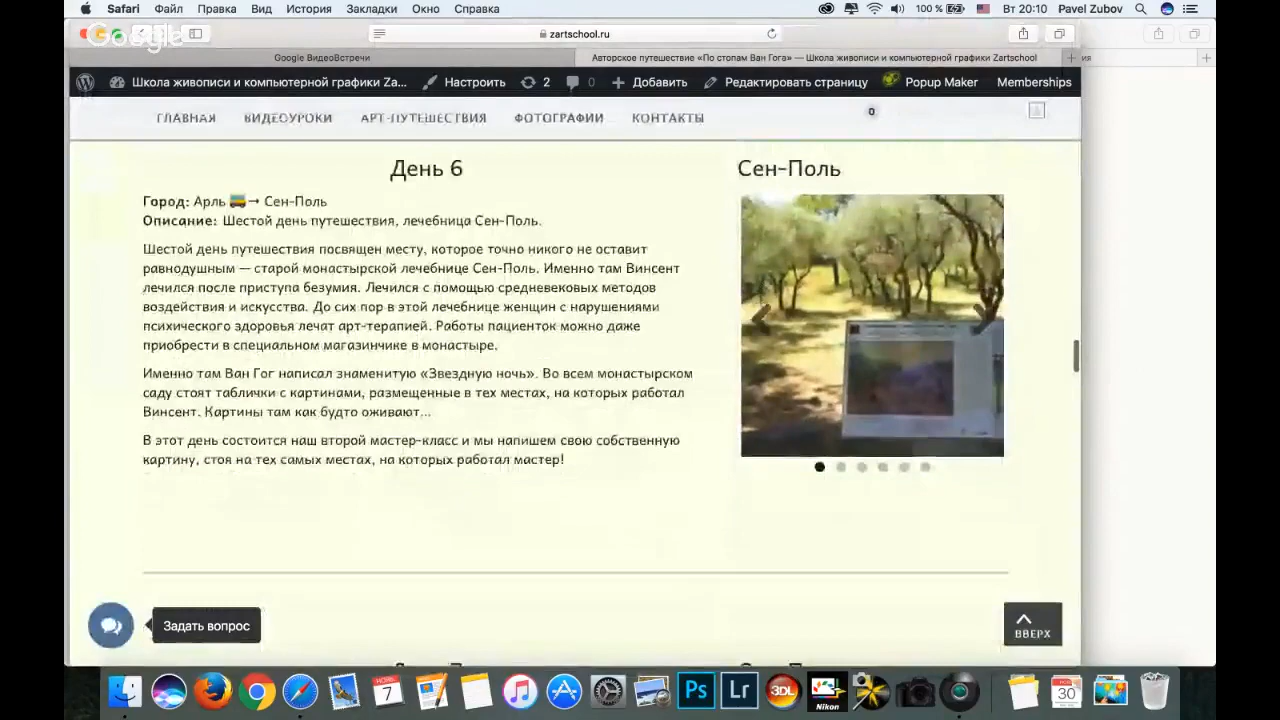 Safari Файл Правка Вид История Закладки Окно Справка 100 % Вт 20:10 Pavel Zubov
Google
zartschool.ru
Google ВидеоВстречи Авторское путешествие «По стопам Ван Гога» — Школа живописи и компьютерной графики Zartschool ия
Школа живописи и компьютерной графики Za... Настроить 2 0 Добавить Редактировать страницу Popup Maker Memberships
ГЛАВНАЯ ВИДЕОУРОКИ АРТ-ПУТЕШЕСТВИЯ ФОТОГРАФИИ КОНТАКТЫ 0
День 6
Сен-Поль
Город: Арль → Сен-Поль
Описание: Шестой день путешествия, лечебница Сен-Поль.
Шестой день путешествия посвящен месту, которое точно никого не оставит
равнодушным — старой монастырской лечебнице Сен-Поль. Именно там Винсент
лечился после приступа безумия. Лечился с помощью средневековых методов
воздействия и искусства. До сих пор в этой лечебнице женщин с нарушениями
психического здоровья лечат арт-терапией. Работы пациенток можно даже
приобрести в специальном магазинчике в монастыре.
Именно там Ван Гог написал знаменитую «Звездную ночь». Во всем монастырском
саду стоят таблички с картинами, размещенные в тех местах, на которых работал
Винсент. Картины там как будто оживают...
В этот день состоится наш второй мастер-класс и мы напишем свою собственную
картину, стоя на тех самых местах, на которых работал мастер!
Задать вопрос
ВВЕРХ
НОЯБ.
7
Ps
Lr
3DL
Nikon
30